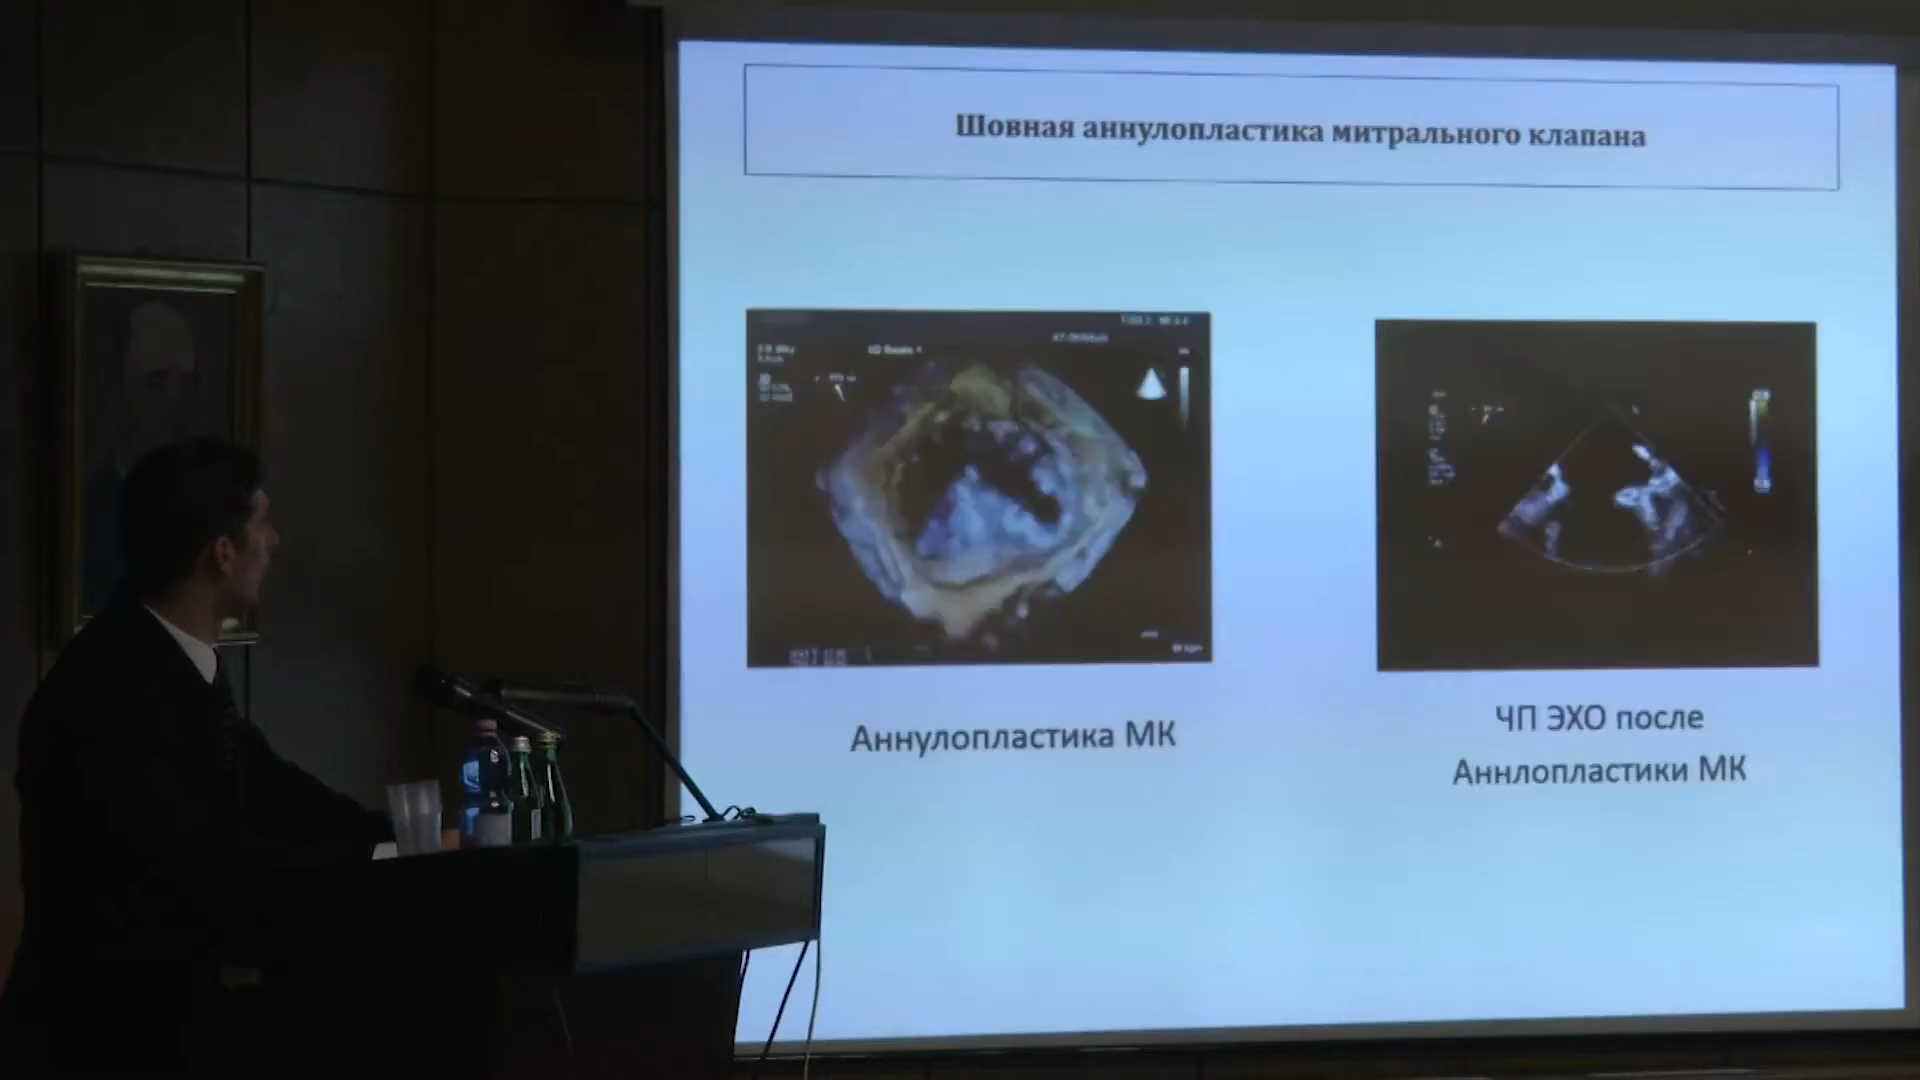 Шовная аннулопластика митрального клапана
Аннулопластика МК
ЧП ЭХО после
Аннлопластики МК